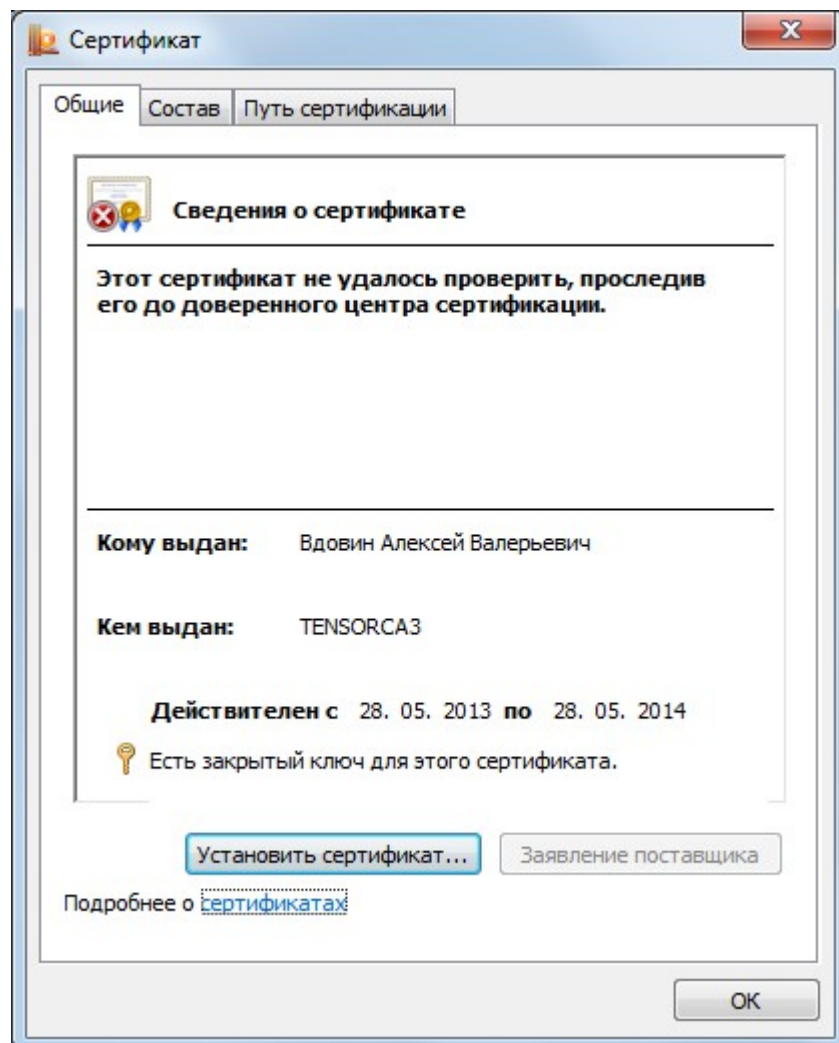 Сертификат
Общие Состав Путь сертификации
Сведения о сертификате
Этот сертификат не удалось проверить, проследив
его до доверенного центра сертификации.
Кому выдан: Вдовин Алексей Валерьевич
Кем выдан: TENSORCA3
Действителен с 28. 05. 2013 по 28. 05. 2014
Есть закрытый ключ для этого сертификата.
Установить сертификат... Заявление поставщика
Подробнее о сертификатах
ОК